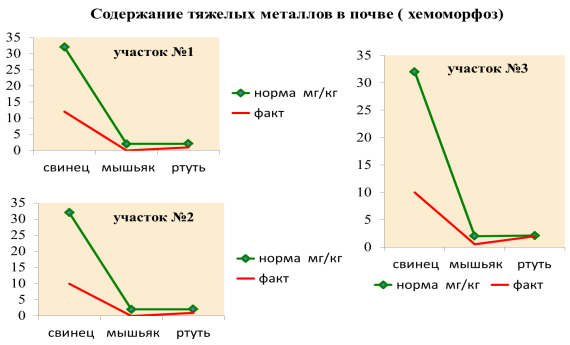 Содержание тяжелых металлов в почве ( хемоморфоз)
участок №1
35
30
25
20
15
10
5
0
свинец мышьяк ртуть
норма мг/кг
факт
участок №2
35
30
25
20
15
10
5
0
свинец мышьяк ртуть
норма мг/кг
факт
участок №3
35
30
25
20
15
10
5
0
свинец мышьяк ртуть
норма мг/кг факт